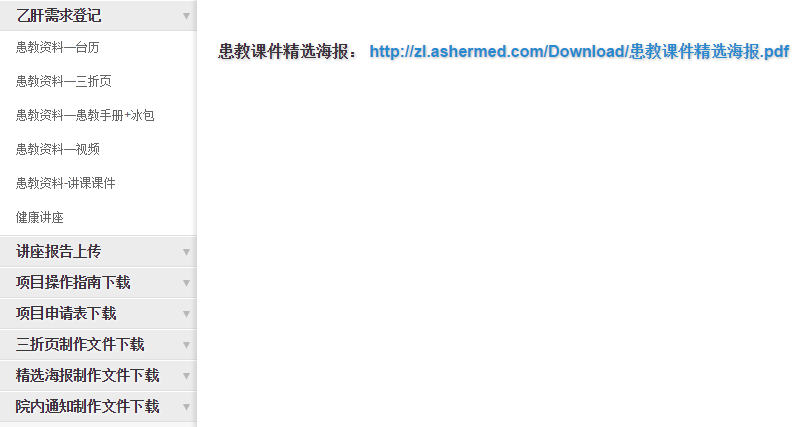 乙肝需求登记
患教资料—台历
患教资料—三折页
患教资料—患教手册+冰包
患教资料—视频
患教资料-讲课课件
健康讲座
讲座报告上传
项目操作指南下载
项目申请表下载
三折页制作文件下载
精选海报制作文件下载
院内通知制作文件下载
患教课件精选海报： http://zl.ashermed.com/Download/患教课件精选海报.pdf